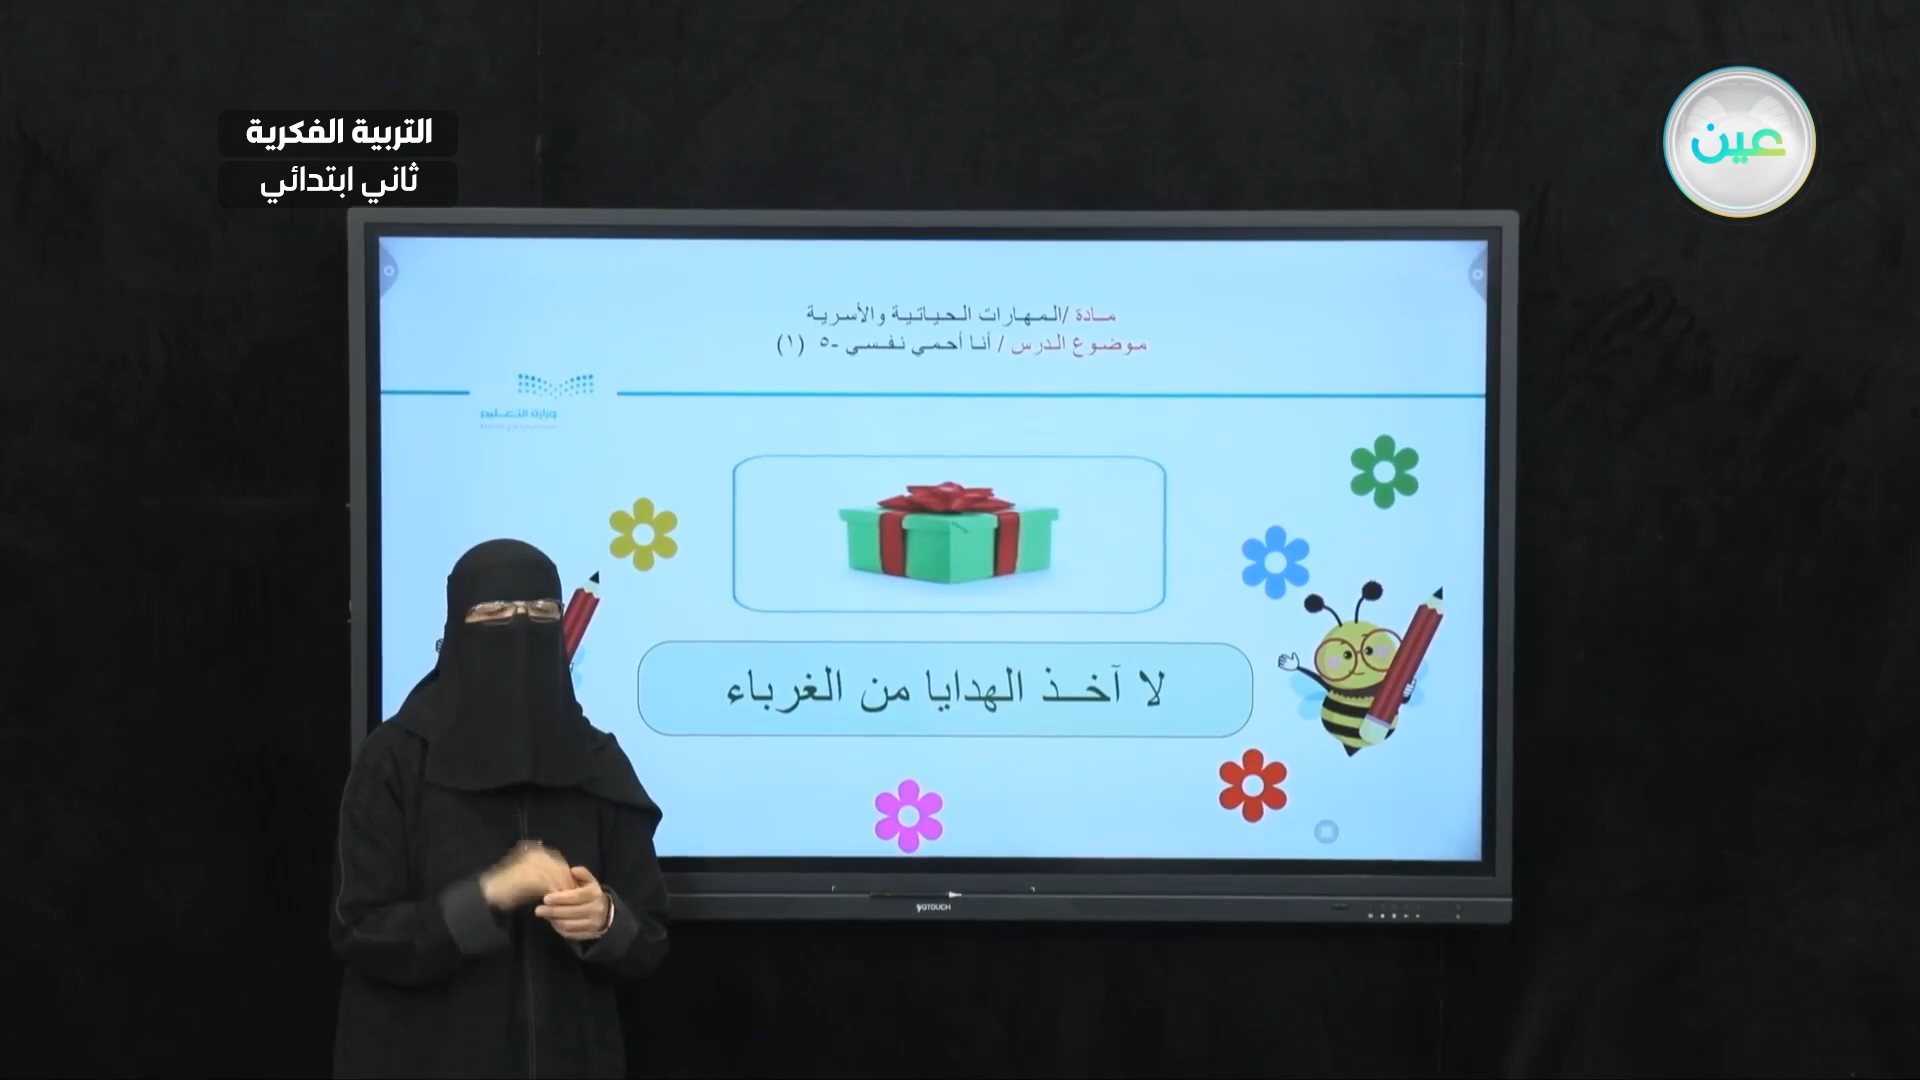 التربية الفكرية
ثاني ابتدائي
عين
مادة /المهارات الحياتية والأسرية
موضوع الدرس / أنا أحمي نفسي -٥ (١)
وزارة التعليم
لا آخذ الهدايا من الغرباء